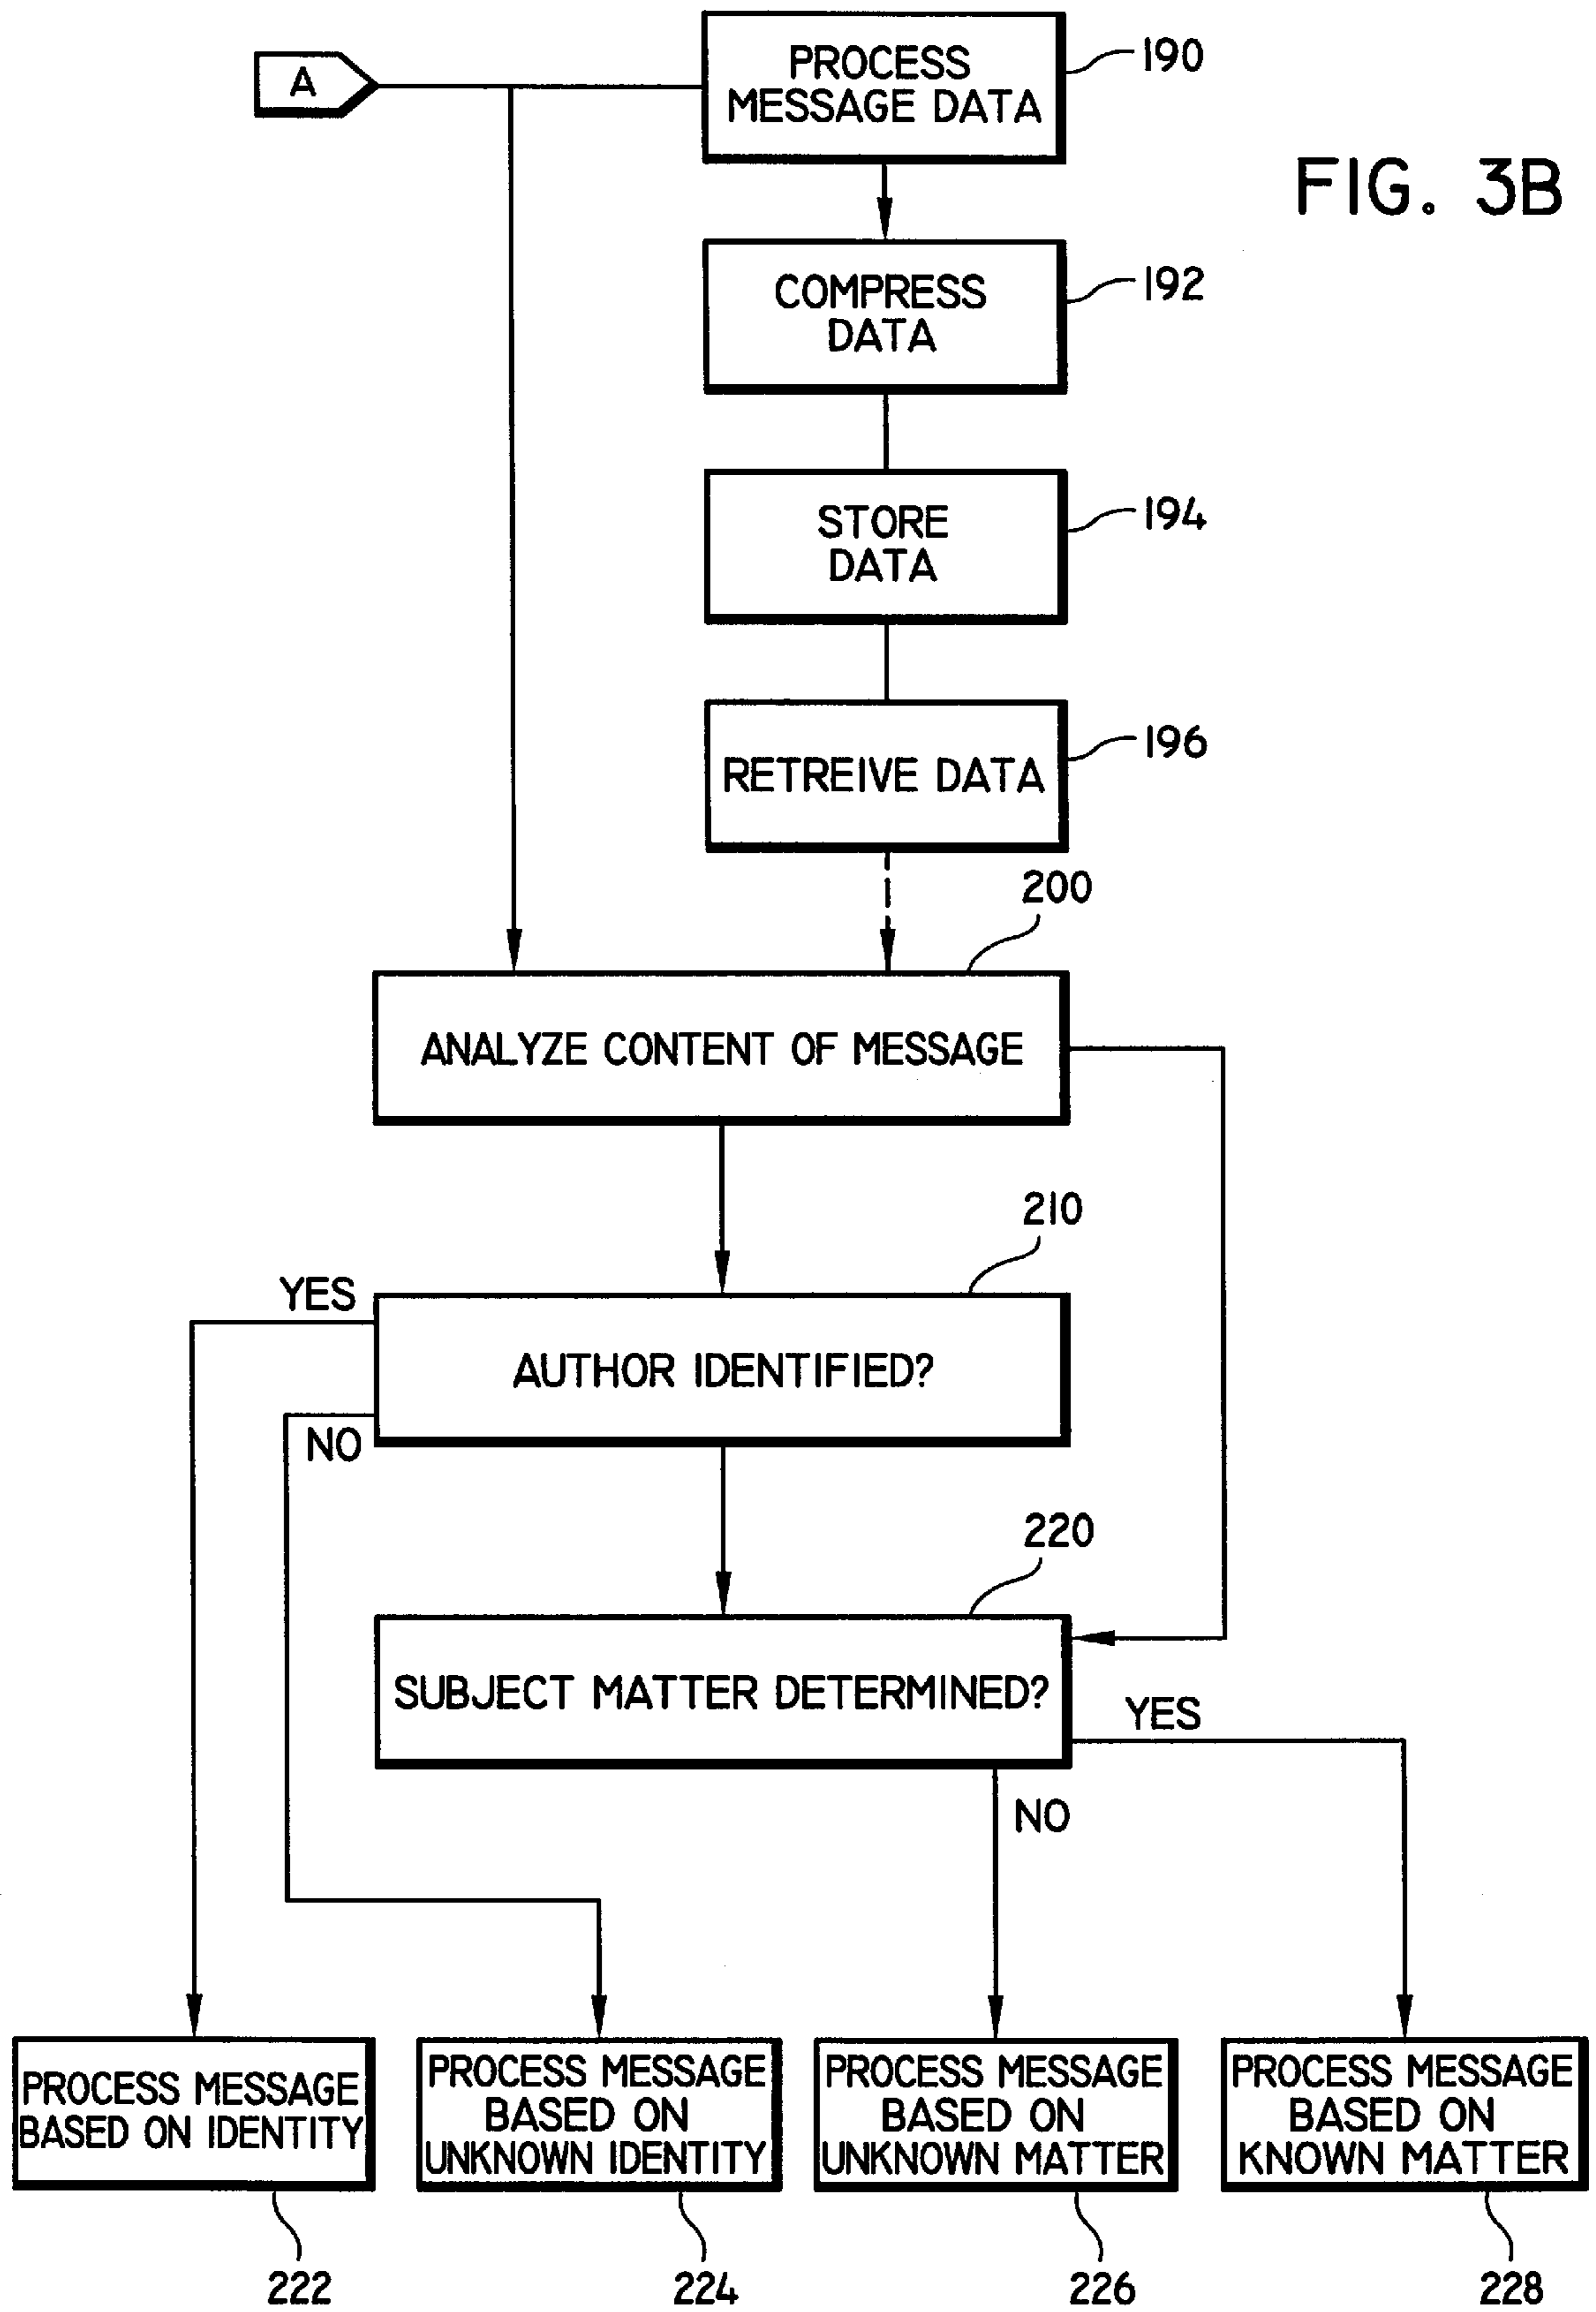 A
PROCESS
MESSAGE DATA
190
FIG. 3B
COMPRESS
DATA
192
STORE
DATA
194
RETREIVE DATA
196
200
ANALYZE CONTENT OF MESSAGE
210
YES
AUTHOR IDENTIFIED?
NO
220
SUBJECT MATTER DETERMINED?
YES
NO
PROCESS MESSAGE
BASED ON IDENTITY
PROCESS MESSAGE
BASED ON
UNKNOWN IDENTITY
PROCESS MESSAGE
BASED ON
UNKNOWN MATTER
PROCESS MESSAGE
BASED ON
KNOWN MATTER
222
224
226
228